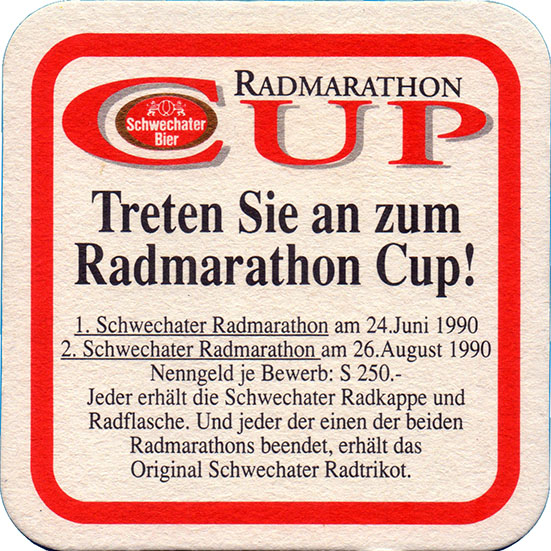 RADMARATHON
CUP
Schwechater
Bier
Treten Sie an zum
Radmarathon Cup!
1. Schwechater Radmarathon am 24.Juni 1990
2. Schwechater Radmarathon am 26.August 1990
Nenngeld je Bewerb: S 250.-
Jeder erhält die Schwechater Radkappe und
Radflasche. Und jeder der einen der beiden
Radmarathons beendet, erhält das
Original Schwechater Radtrikot.